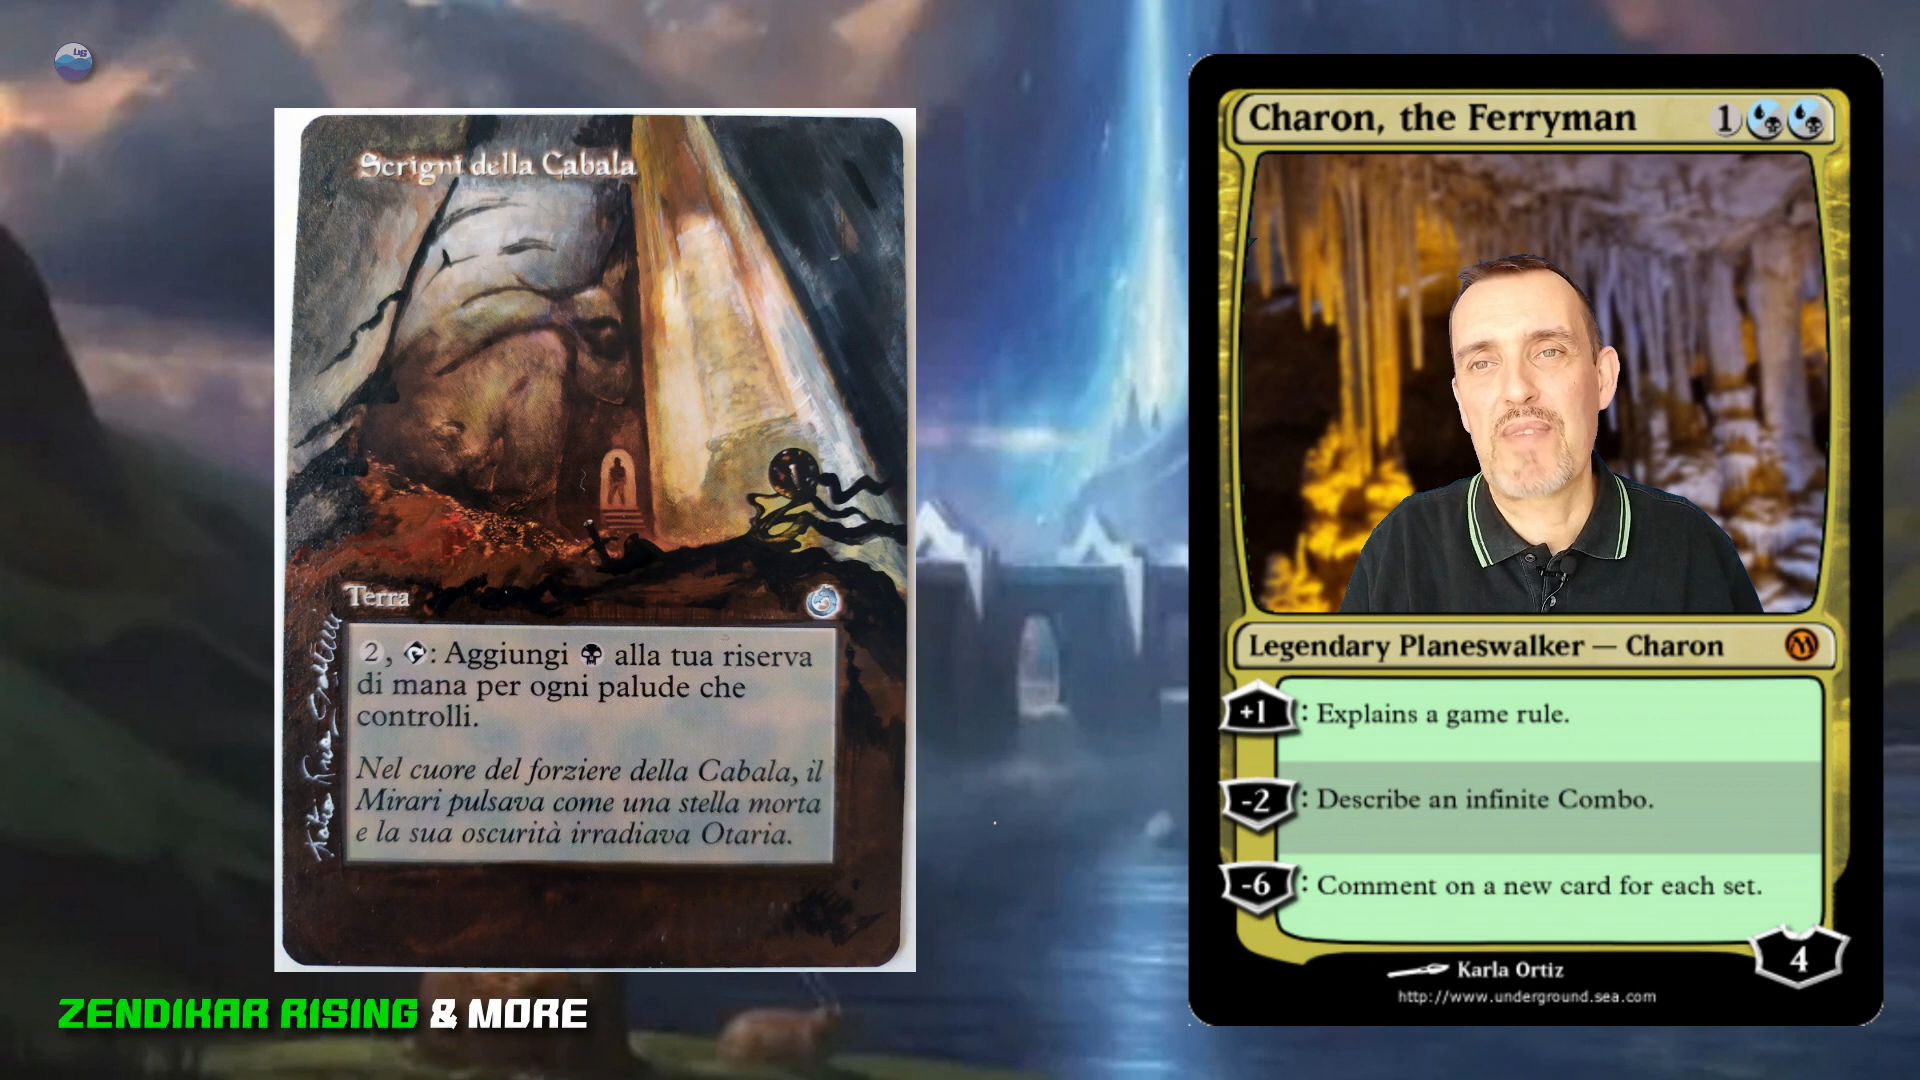 US
Scrigni della Cabala
Terra
2, : Aggiungi alla tua riserva
di mana per ogni palude che
controlli.
Nel cuore del forziere della Cabala, il
Mirari pulsava come una stella morta
e la sua oscurità irradiava Otaria.
ZENDIKAR RISING & MORE
Charon, the Ferryman 1
Legendary Planeswalker — Charon
+1: Explains a game rule.
-2: Describe an infinite Combo.
-6: Comment on a new card for each set.
4
Karla Ortiz
http://www.underground.sea.com